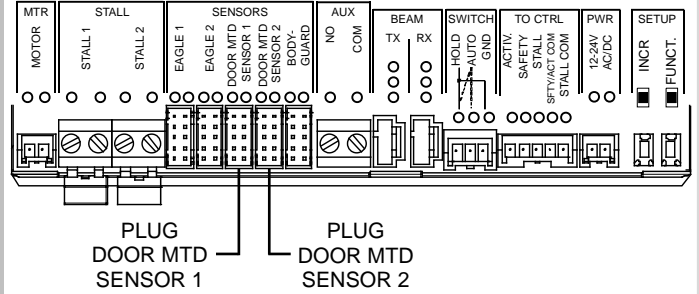 MTR
STALL
SENSORS
AUX
BEAM
SWITCH
TO CTRL
PWR
SETUP
MOTOR
STALL 1
STALL 2
EAGLE 1
EAGLE 2
DOOR MTD
SENSOR 1
DOOR MTD
SENSOR 2
BODY-
GUARD
NO
COM
TX
RX
HOLD
AUTO
GND
ACTIV.
SAFETY
STALL
SFTY/ACT COM
STALL COM
12-24V
AC/DC
INCR
FUNCT.
PLUG
DOOR MTD
SENSOR 1
PLUG
DOOR MTD
SENSOR 2